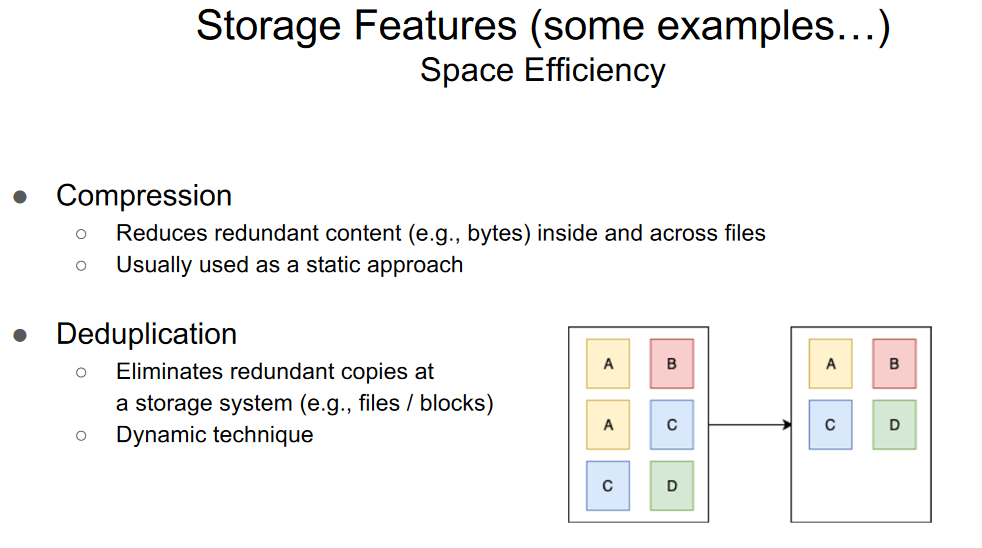 Storage Features (some examples…)
Space Efficiency
● Compression
○ Reduces redundant content (e.g., bytes) inside and across files
○ Usually used as a static approach
● Deduplication
○ Eliminates redundant copies at
a storage system (e.g., files / blocks)
○ Dynamic technique
A B
A C
C D
A B
C D